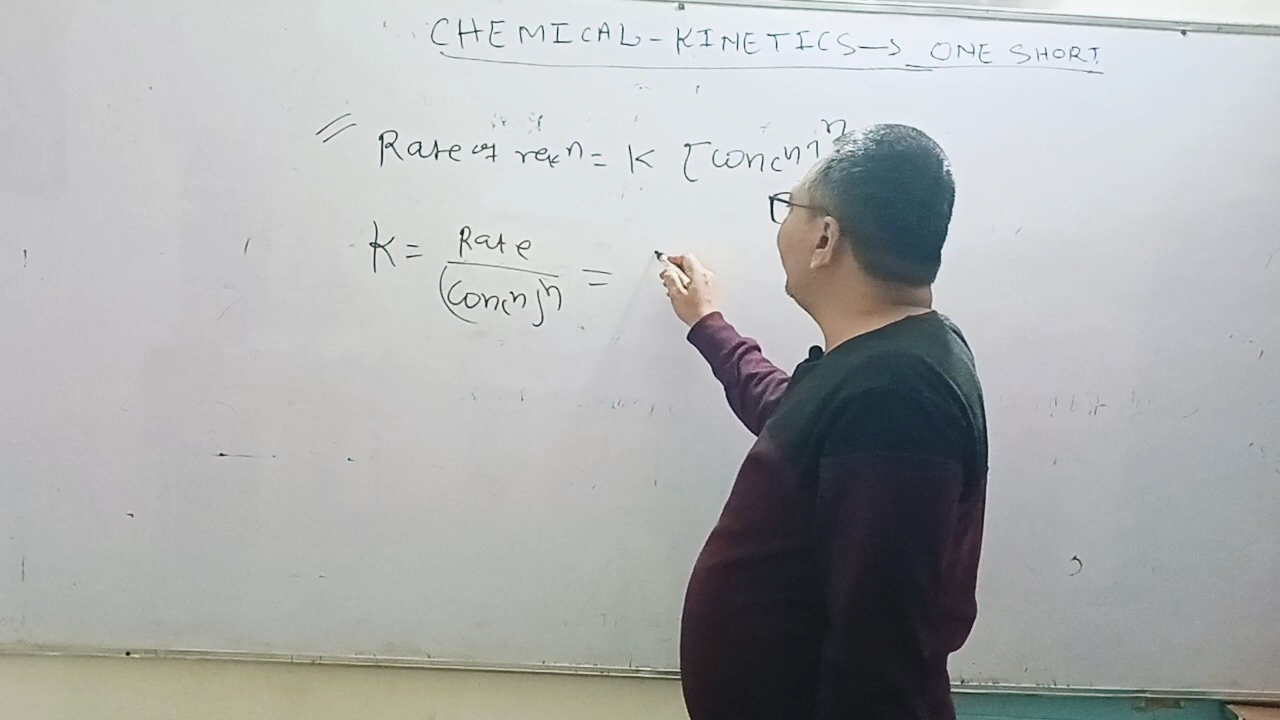 CHEMICAL-KINETICS→ ONE SHORT
Rate of rexⁿ = K [Concⁿ]ⁿ
K = Rate / (Concⁿ)ⁿ =